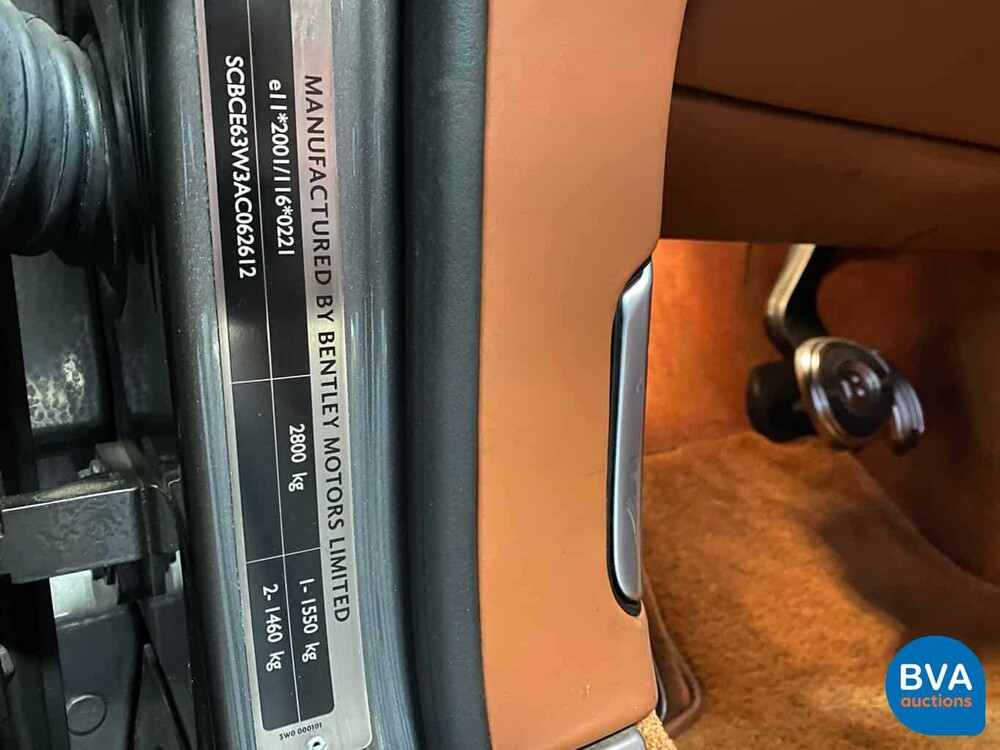 MANUFACTURED BY BENTLEY MOTORS LIMITED
e11*2001/116*0221
SCBCE63W3AC062612
2800 kg
1- 1550 kg
2- 1460 kg
3W0 000101
BVA
auctions